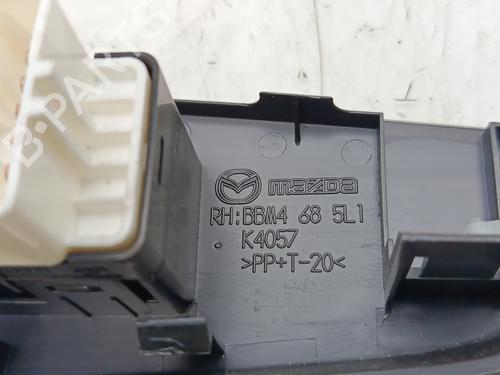 B-PARTS
mazda
RH:BBM4 68 5L1
K4057
>PP+T-20<